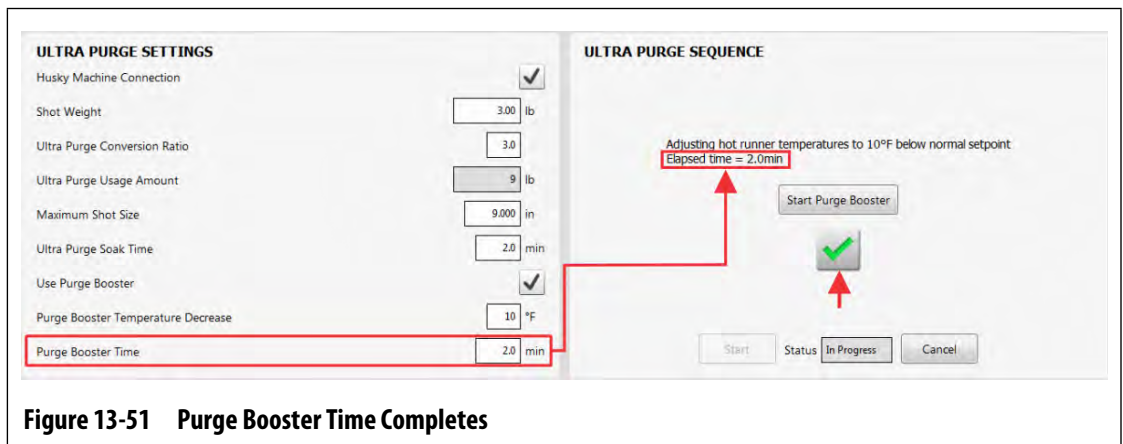 ULTRA PURGE SETTINGS
Husky Machine Connection
Shot Weight 3.00 lb
Ultra Purge Conversion Ratio 3.0
Ultra Purge Usage Amount 9 lb
Maximum Shot Size 9.000 in
Ultra Purge Soak Time 2.0 min
Use Purge Booster
Purge Booster Temperature Decrease 10 °F
Purge Booster Time 2.0 min
ULTRA PURGE SEQUENCE
Adjusting hot runner temperatures to 10°F below normal setpoint
Elapsed time = 2.0min
Start Purge Booster
Start Status In Progress Cancel
Figure 13-51 Purge Booster Time Completes